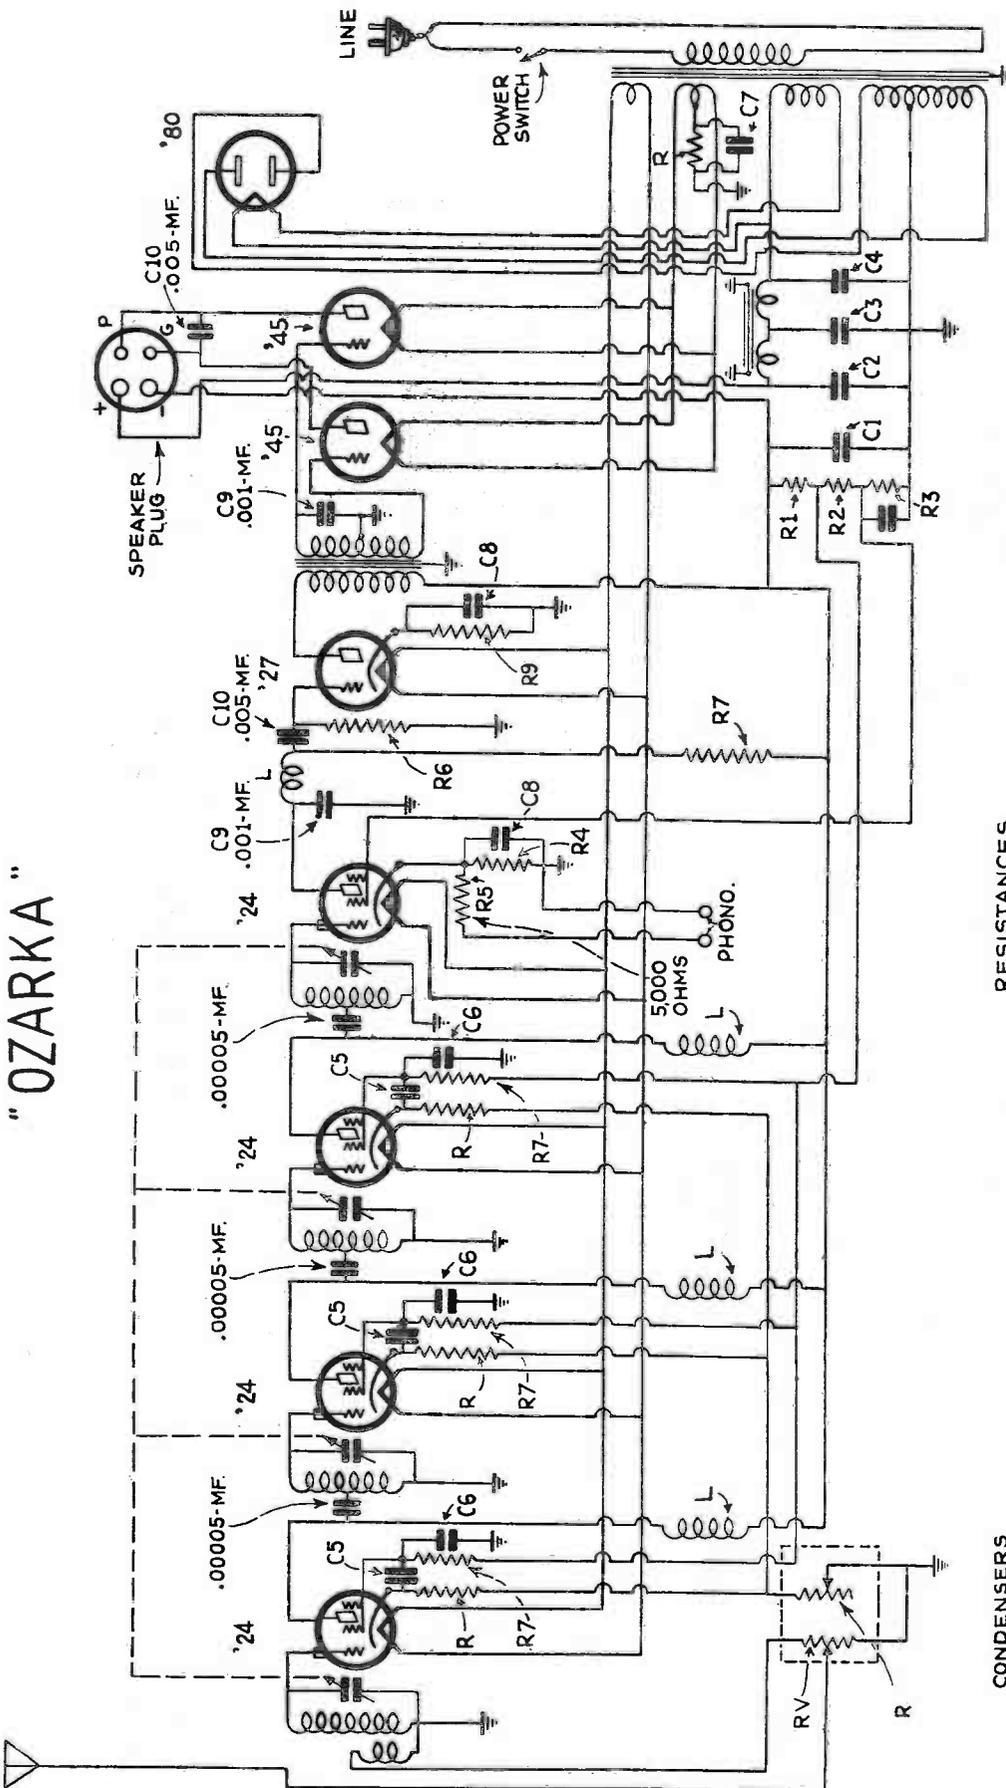 "OZARKA"
LINE
POWER
SWITCH
'80
C10
.005-MF.
P
G
+
-
SPEAKER
PLUG
'45
'45
C9
.001-MF.
C8
R9
C10
.005-MF.
'27
L
R6
R7
C9
.001-MF.
'24
C8
R4
R5
5,000
OHMS
PHONO.
.00005-MF.
C6
C5
'24
R
R7
L
.00005-MF.
C6
C5
'24
R
R7
L
.00005-MF.
C6
C5
'24
R
R7
L
RV
R
R
C7
C4
C3
C2
C1
R1
R2
R3
CONDENSERS
RESISTANCES